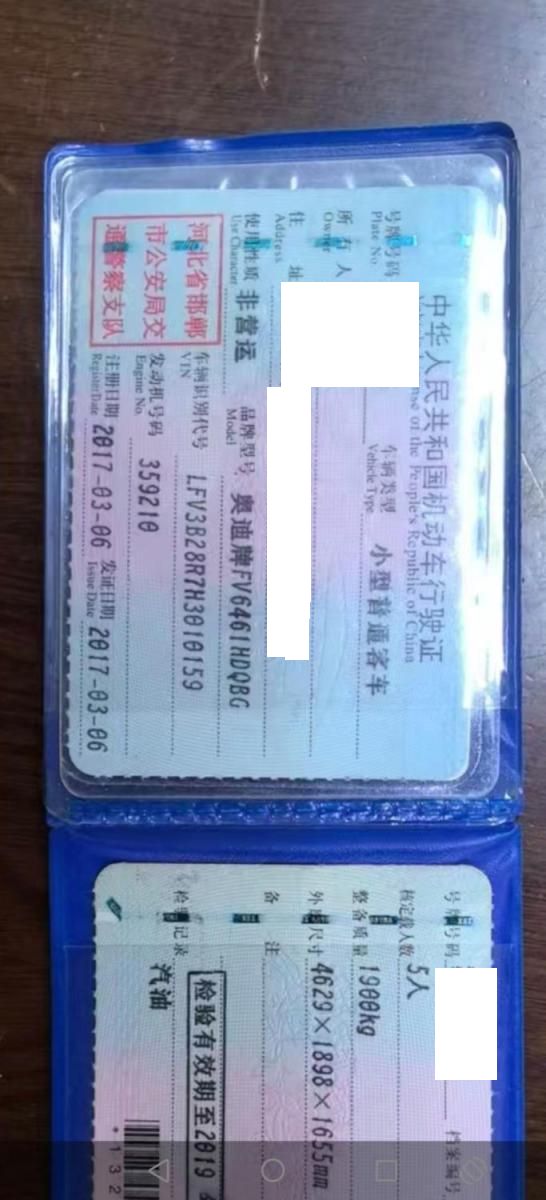 中华人民共和国机动车行驶证
nse of the People's Republic of China
号牌号码
Plate No.
车辆类型 小型普通客车
Vehicle Type
所有人
Owner
住址
Address
使用性质 非营运 品牌型号 奥迪牌FV6461HDQBG
Use Character Model
河北省邯郸
市公安局交
通警察支队
车辆识别代号 LFV3B28R7H3010159
VIN
发动机号码 359210
Engine No.
注册日期 2017-03-06 发证日期 2017-03-06
Register Date Issue Date
号牌号码 档案编号
核定载人数 5人
整备质量 1900kg
外廓尺寸 4629×1898×1655mm
备注
检验有效期至2019
检验记录
汽油
*132